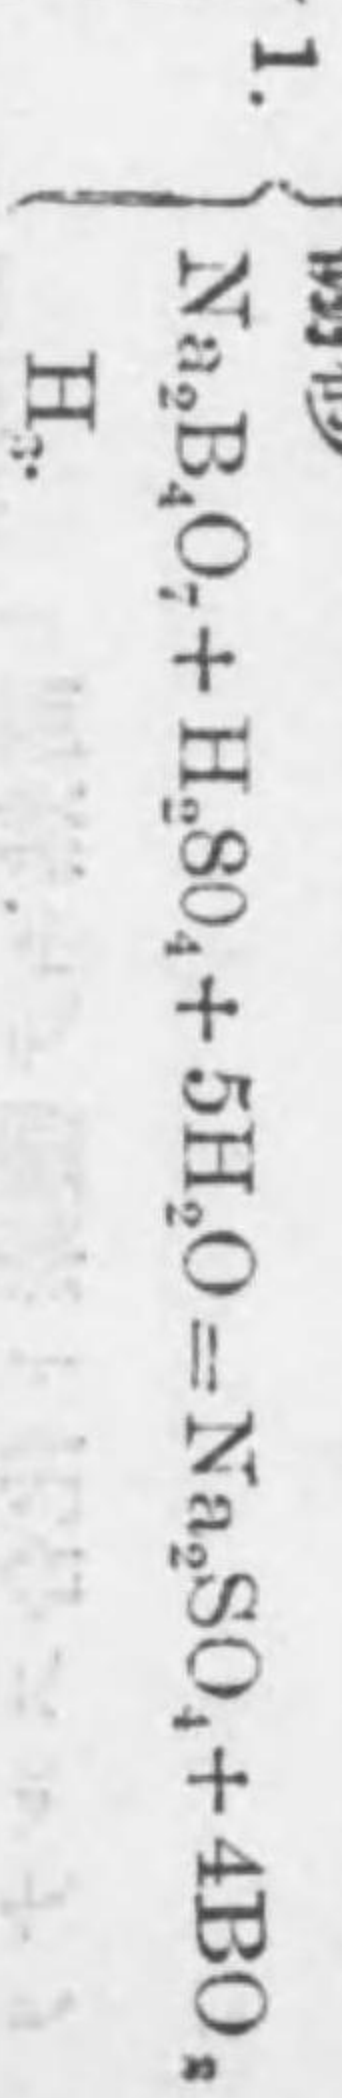 1.
Na₂B₄O₇ + H₂SO₄ + 5H₂O = Na₂SO₄ + 4BO₃
H₃.